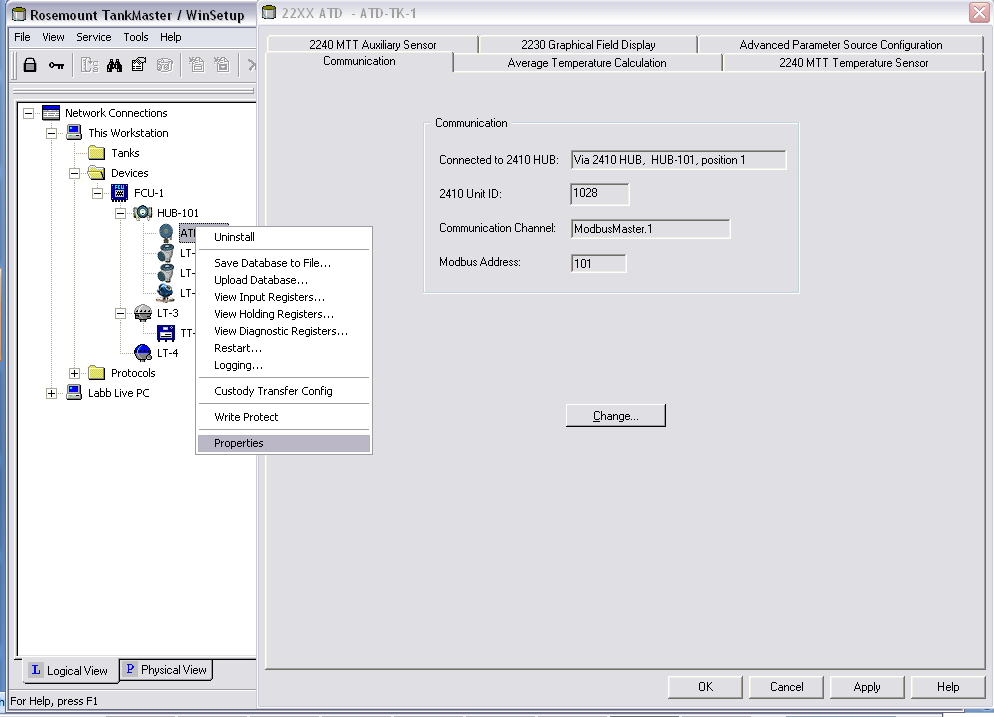 Rosemount TankMaster / WinSetup
File View Service Tools Help
Network Connections
This Workstation
Tanks
Devices
FCU-1
HUB-101
LT-
LT-
LT-
LT-3
TT-
LT-4
Protocols
Labb Live PC
Uninstall
Save Database to File...
Upload Database...
View Input Registers...
View Holding Registers...
View Diagnostic Registers...
Restart...
Logging...
Custody Transfer Config
Write Protect
Properties
L Logical View
P Physical View
For Help, press F1
22XX ATD - ATD-TK-1
2240 MTT Auxiliary Sensor
2230 Graphical Field Display
Advanced Parameter Source Configuration
Communication
Average Temperature Calculation
2240 MTT Temperature Sensor
Communication
Connected to 2410 HUB: Via 2410 HUB, HUB-101, position 1
2410 Unit ID: 1028
Communication Channel: ModbusMaster.1
Modbus Address: 101
Change...
OK
Cancel
Apply
Help